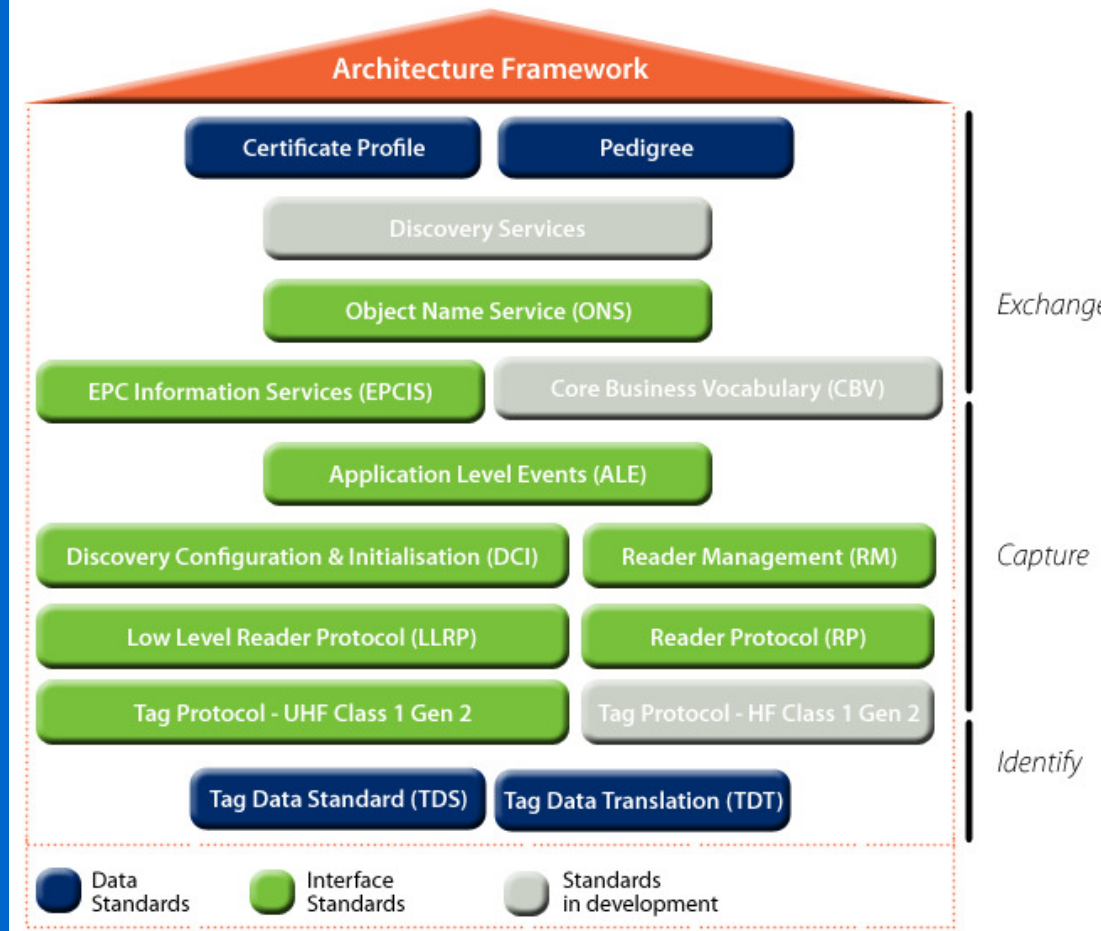 Architecture Framework
Certificate Profile
Pedigree
Discovery Services
Object Name Service (ONS)
Exchange
EPC Information Services (EPCIS)
Core Business Vocabulary (CBV)
Application Level Events (ALE)
Discovery Configuration & Initialisation (DCI)
Reader Management (RM)
Capture
Low Level Reader Protocol (LLRP)
Reader Protocol (RP)
Tag Protocol - UHF Class 1 Gen 2
Tag Protocol - HF Class 1 Gen 2
Identify
Tag Data Standard (TDS)
Tag Data Translation (TDT)
Data
Standards
Interface
Standards
Standards
in development